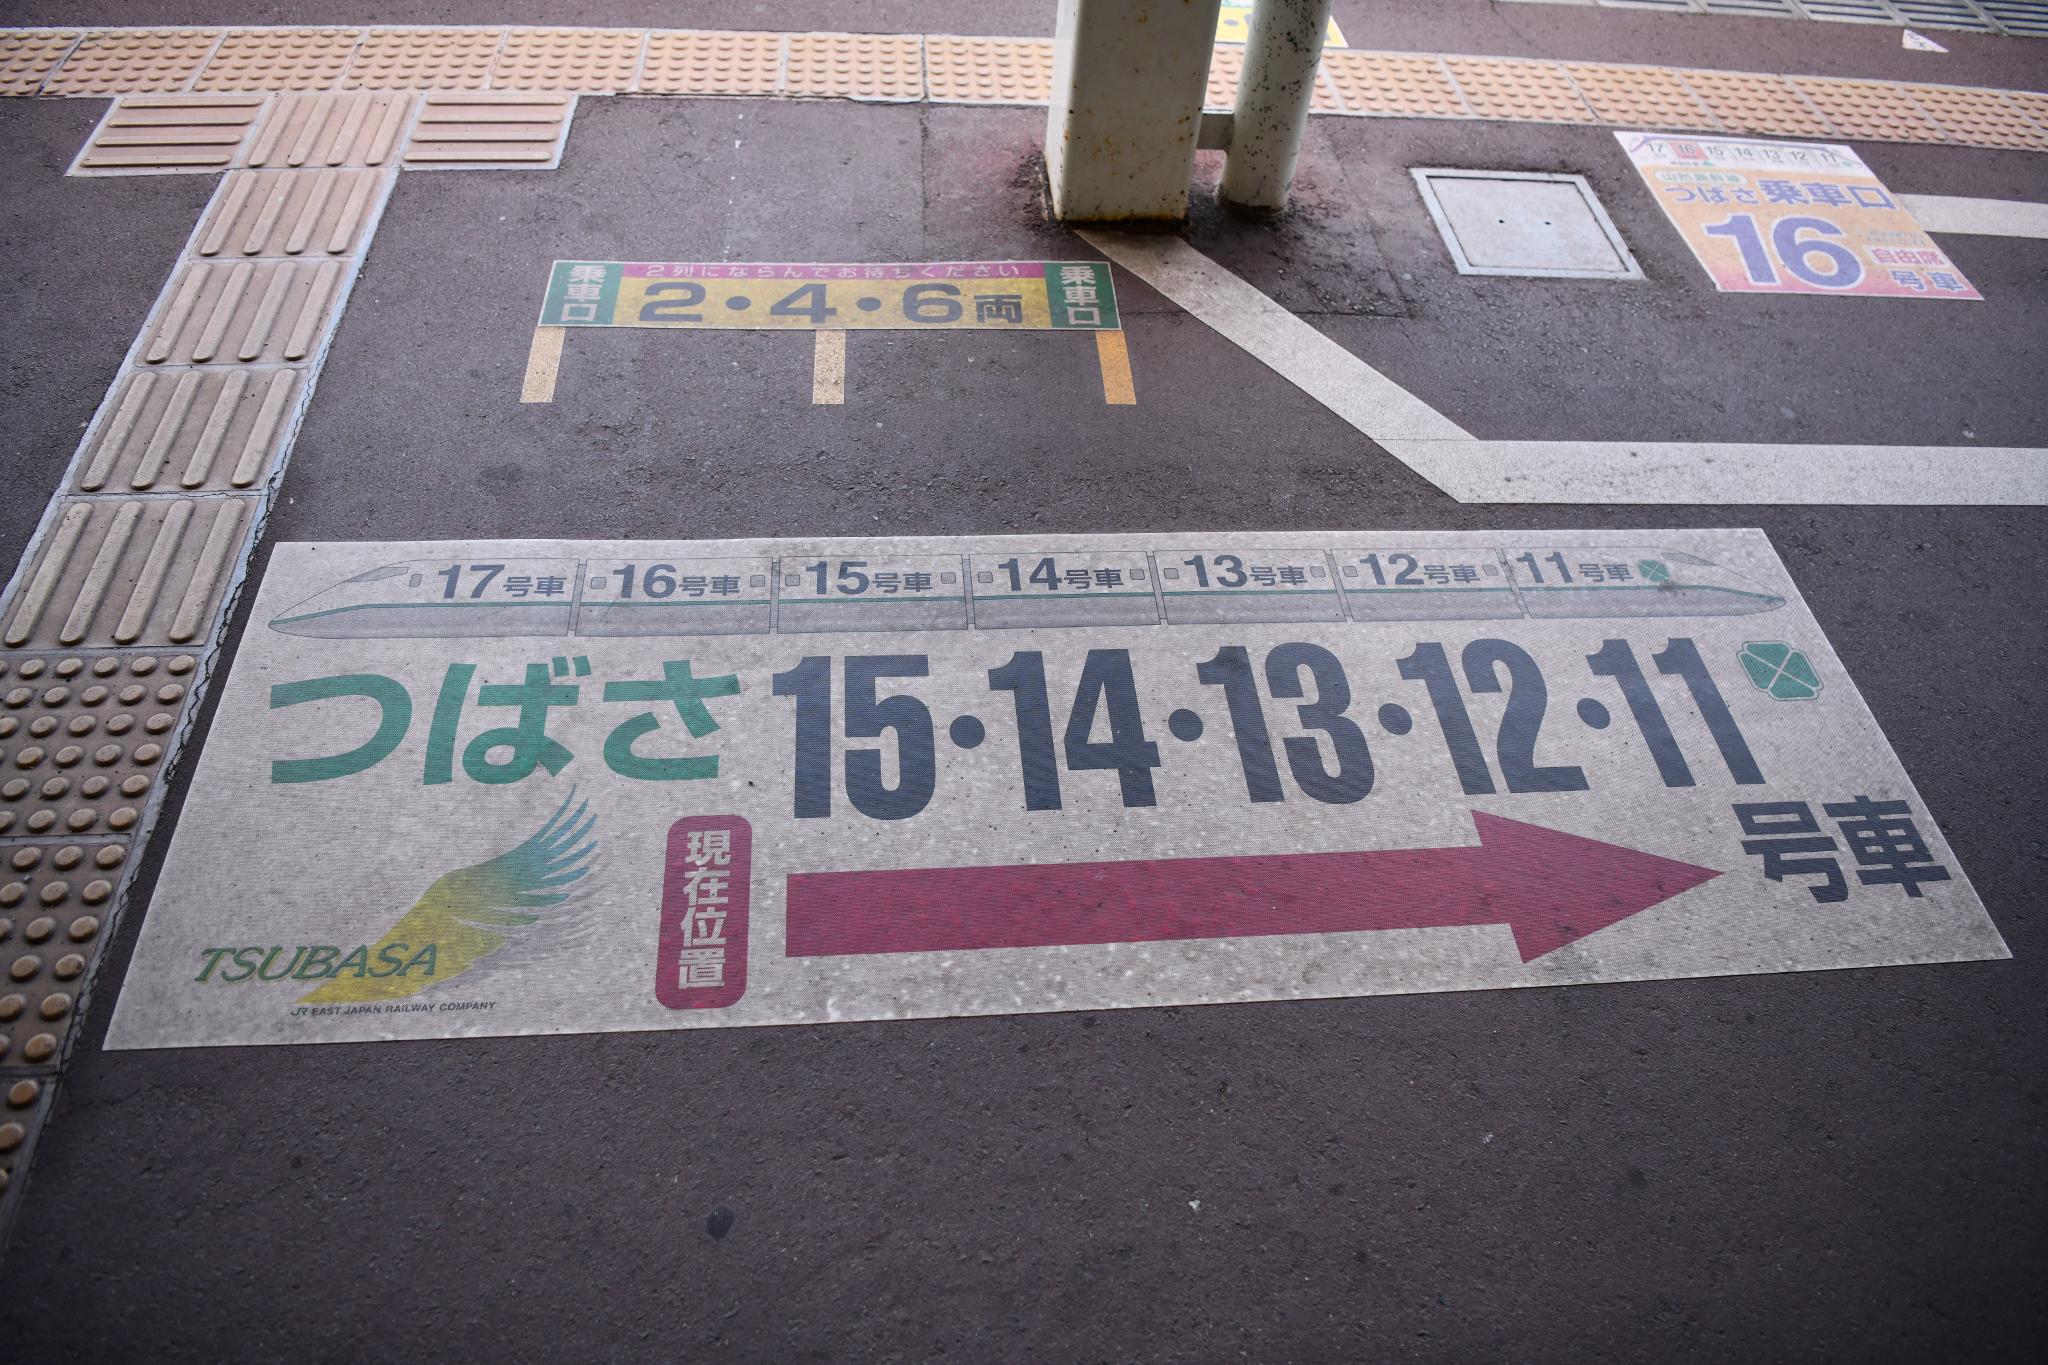 17 16 15 14 13 12 11
山形新幹線
つばさ 乗車口
16
自由席
号車
2列にならんでお待ちください
乗車口 2・4・6両 乗車口
17号車 16号車 15号車 14号車 13号車 12号車 11号車
つばさ 15・14・13・12・11
号車
現在位置
TSUBASA
JR EAST JAPAN RAILWAY COMPANY